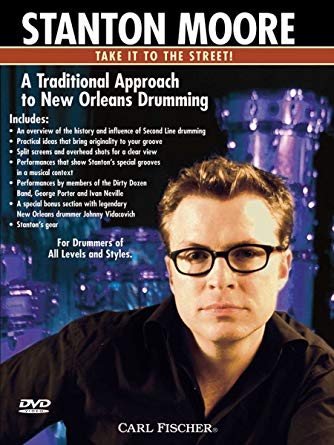 STANTON MOORE
TAKE IT TO THE STREET!
A Traditional Approach
to New Orleans Drumming
Includes:
• An overview of the history and influence of Second Line drumming
• Practical ideas that bring originality to your groove
• Split screens and overhead shots for a clear view
• Performances that show Stanton's special grooves
in a musical context
• Performances by members of the Dirty Dozen
Band, George Porter and Ivan Neville
• A special bonus section with legendary
New Orleans drummer Johnny Vidacovich
• Stanton's gear
For Drummers of
All Levels and Styles.
DVD
VIDEO
CARL FISCHER®